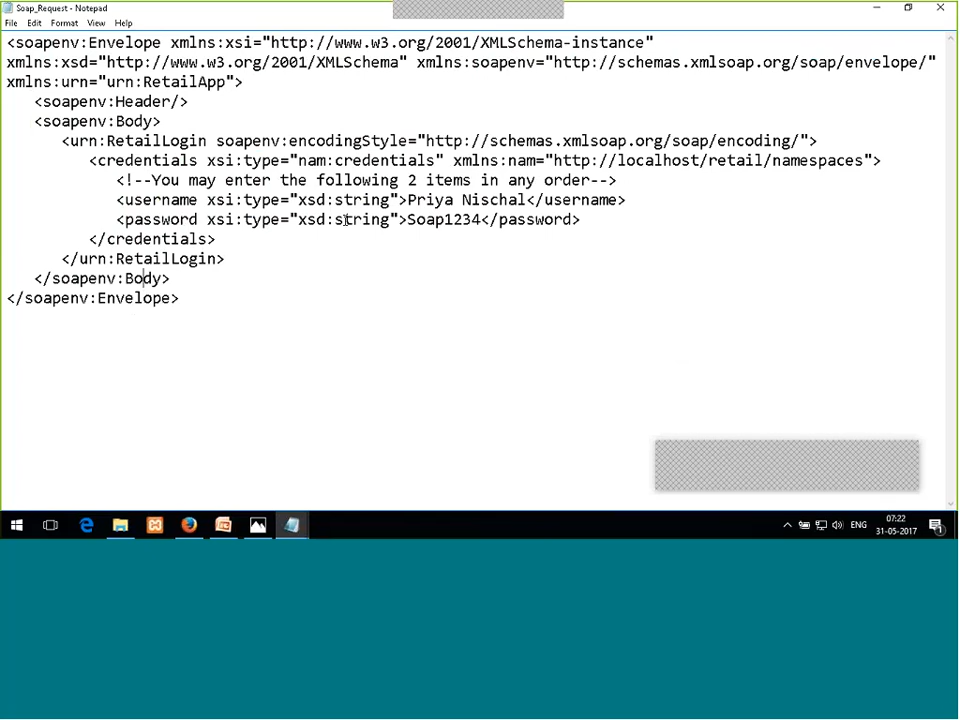 Soap_Request - Notepad
File Edit Format View Help
<soapenv:Envelope xmlns:xsi="http://www.w3.org/2001/XMLSchema-instance"
xmlns:xsd="http://www.w3.org/2001/XMLSchema" xmlns:soapenv="http://schemas.xmlsoap.org/soap/envelope/"
xmlns:urn="urn:RetailApp">
<soapenv:Header/>
<soapenv:Body>
<urn:RetailLogin soapenv:encodingStyle="http://schemas.xmlsoap.org/soap/encoding/">
<credentials xsi:type="nam:credentials" xmlns:nam="http://localhost/retail/namespaces">
<!--You may enter the following 2 items in any order-->
<username xsi:type="xsd:string">Priya Nischal</username>
<password xsi:type="xsd:string">Soap1234</password>
</credentials>
</urn:RetailLogin>
</soapenv:Body>
</soapenv:Envelope>
ENG
07:22
31-05-2017
1